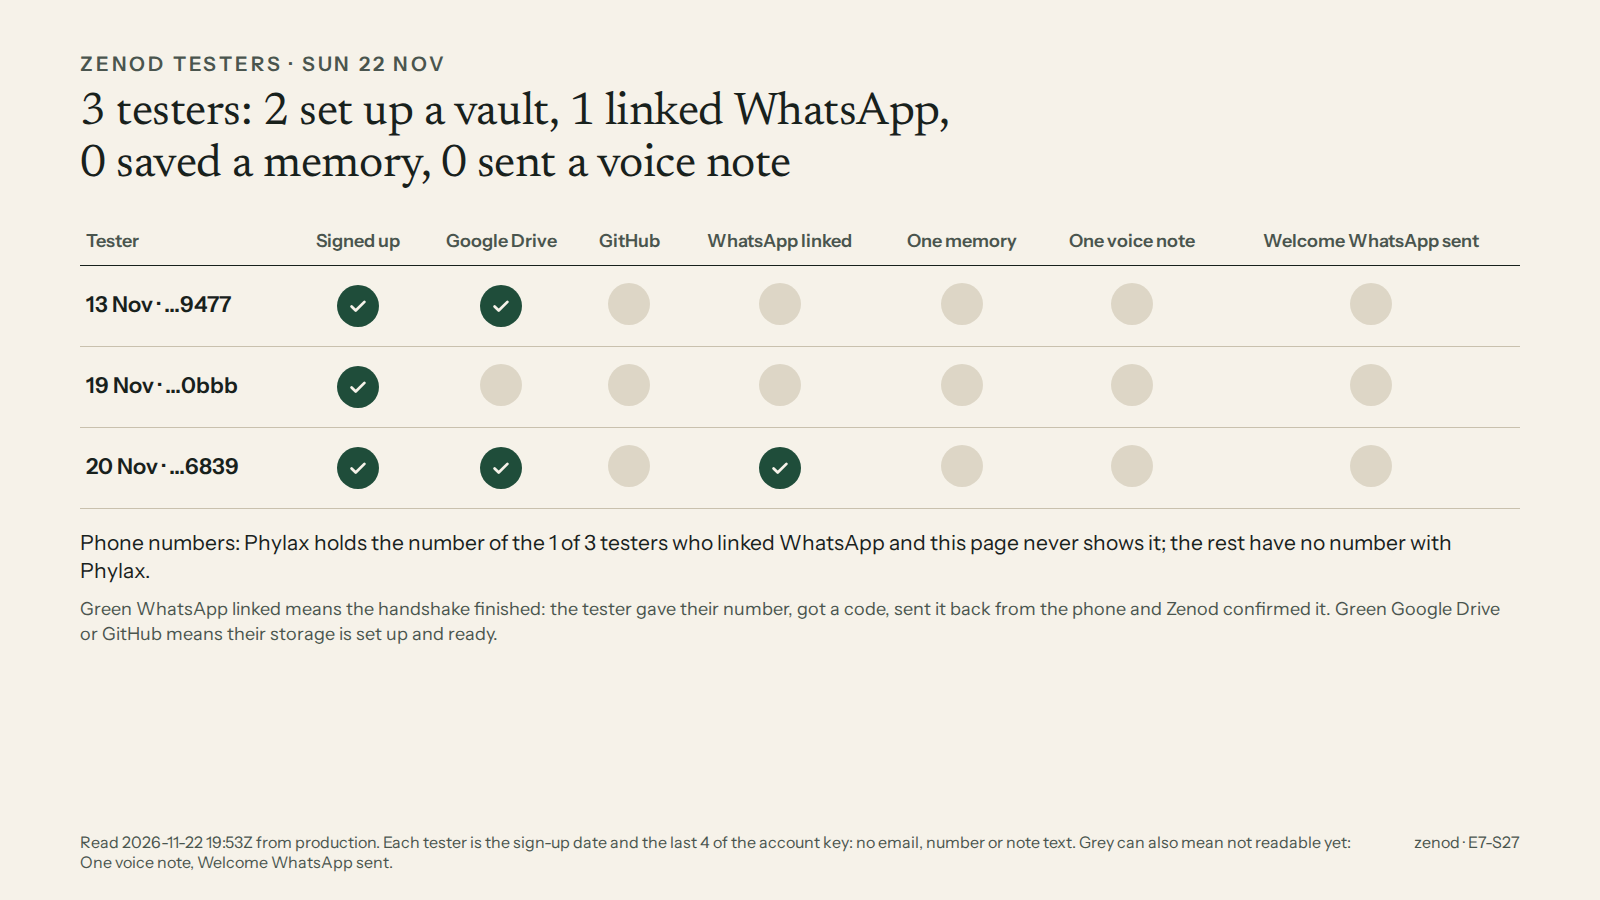 ZENOD TESTERS · SUN 22 NOV
3 testers: 2 set up a vault, 1 linked WhatsApp,
0 saved a memory, 0 sent a voice note
Tester Signed up Google Drive GitHub WhatsApp linked One memory One voice note Welcome WhatsApp sent
13 Nov · ...9477
19 Nov · ...0bbb
20 Nov · ...6839
Phone numbers: Phylax holds the number of the 1 of 3 testers who linked WhatsApp and this page never shows it; the rest have no number with
Phylax.
Green WhatsApp linked means the handshake finished: the tester gave their number, got a code, sent it back from the phone and Zenod confirmed it. Green Google Drive
or GitHub means their storage is set up and ready.
Read 2026-11-22 19:53Z from production. Each tester is the sign-up date and the last 4 of the account key: no email, number or note text. Grey can also mean not readable yet:
One voice note, Welcome WhatsApp sent.
zenod · E7-S27